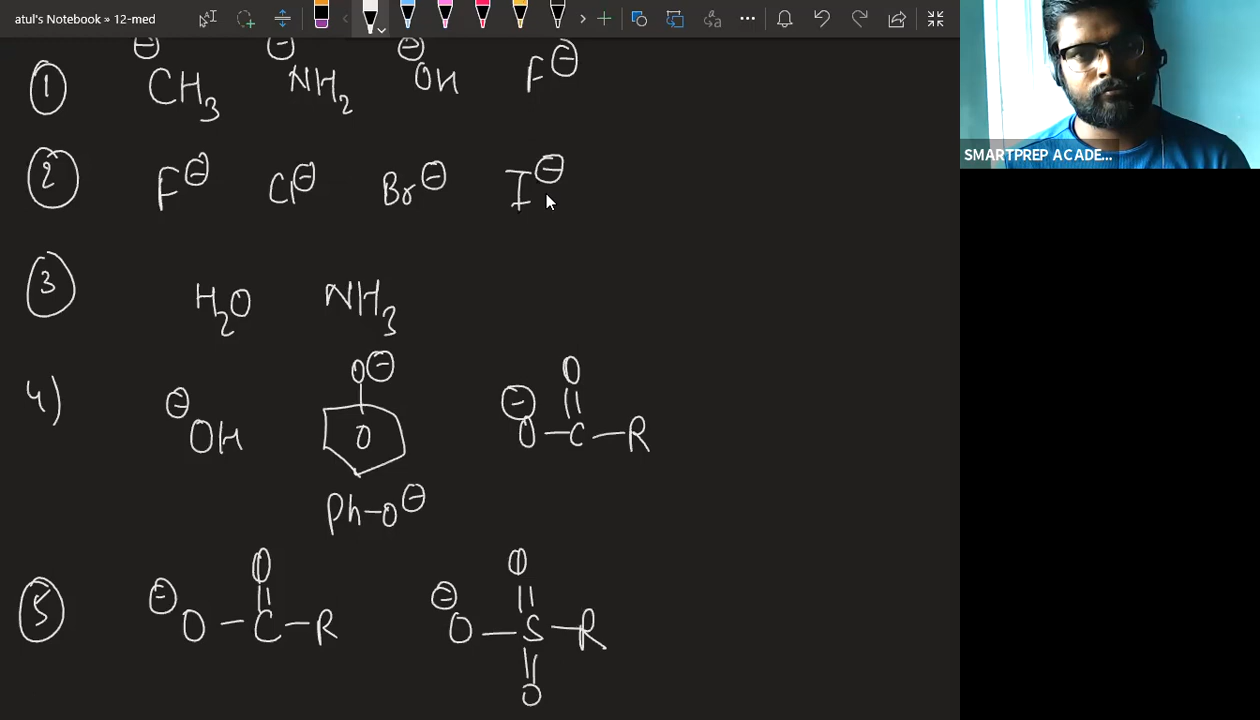 atul's Notebook » 12-med
① ⊖CH₃ ⊖NH₂ ⊖OH F⊖
② F⊖ Cl⊖ Br⊖ I⊖
③ H₂O NH₃
4) ⊖OH O⊖ ⊖O–C–R O
Ph–O⊖
⑤ ⊖O–C–R O ⊖O–S–R O O
SMARTPREP ACADE...